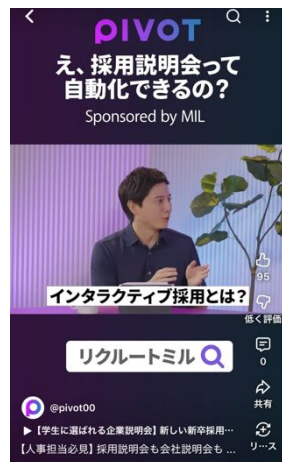 PIVOT
え、採用説明会って
自動化できるの？
Sponsored by MIL
95
インタラクティブ採用とは？
低く評価
リクルートミル
0
共有
@pivot00
▶【学生に選ばれる企業説明会】新しい新卒採用…
リ…ス
【人事担当必見】採用説明会も会社説明会も ...